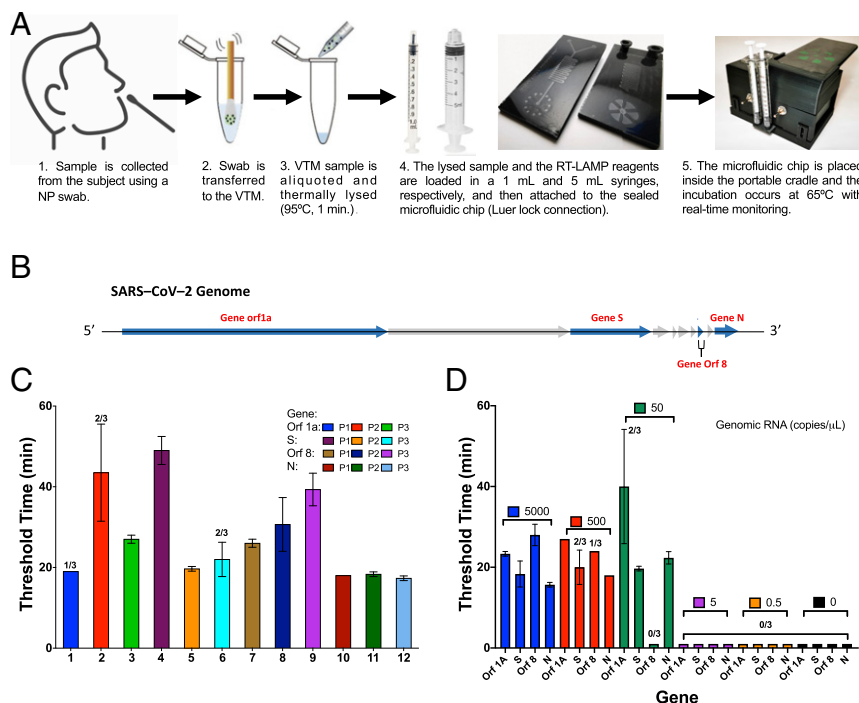 A
1. Sample is collected
from the subject using a
NP swab.
2. Swab is
transferred
to the VTM.
3. VTM sample is
aliquoted and
thermally lysed
(95ºC, 1 min.).
4. The lysed sample and the RT-LAMP reagents
are loaded in a 1 mL and 5 mL syringes,
respectively, and then attached to the sealed
microfluidic chip (Luer lock connection).
5. The microfluidic chip is placed
inside the portable cradle and the
incubation occurs at 65ºC with
real-time monitoring.
B
SARS–CoV–2 Genome
5′
Gene orf1a
Gene S
Gene N
3′
Gene Orf 8
C
Threshold Time (min)
60
40
20
0
1/3
2/3
2/3
Gene:
Orf 1a: P1 P2 P3
S: P1 P2 P3
Orf 8: P1 P2 P3
N: P1 P2 P3
1 2 3 4 5 6 7 8 9 10 11 12
D
Threshold Time (min)
60
40
20
0
Genomic RNA (copies/μL)
5000
500
50
5
0.5
0
2/3
1/3
2/3
0/3
0/3
Orf 1A S Orf 8 N Orf 1A S Orf 8 N Orf 1A S Orf 8 N Orf 1A S Orf 8 N Orf 1A S Orf 8 N Orf 1A S Orf 8 N
Gene